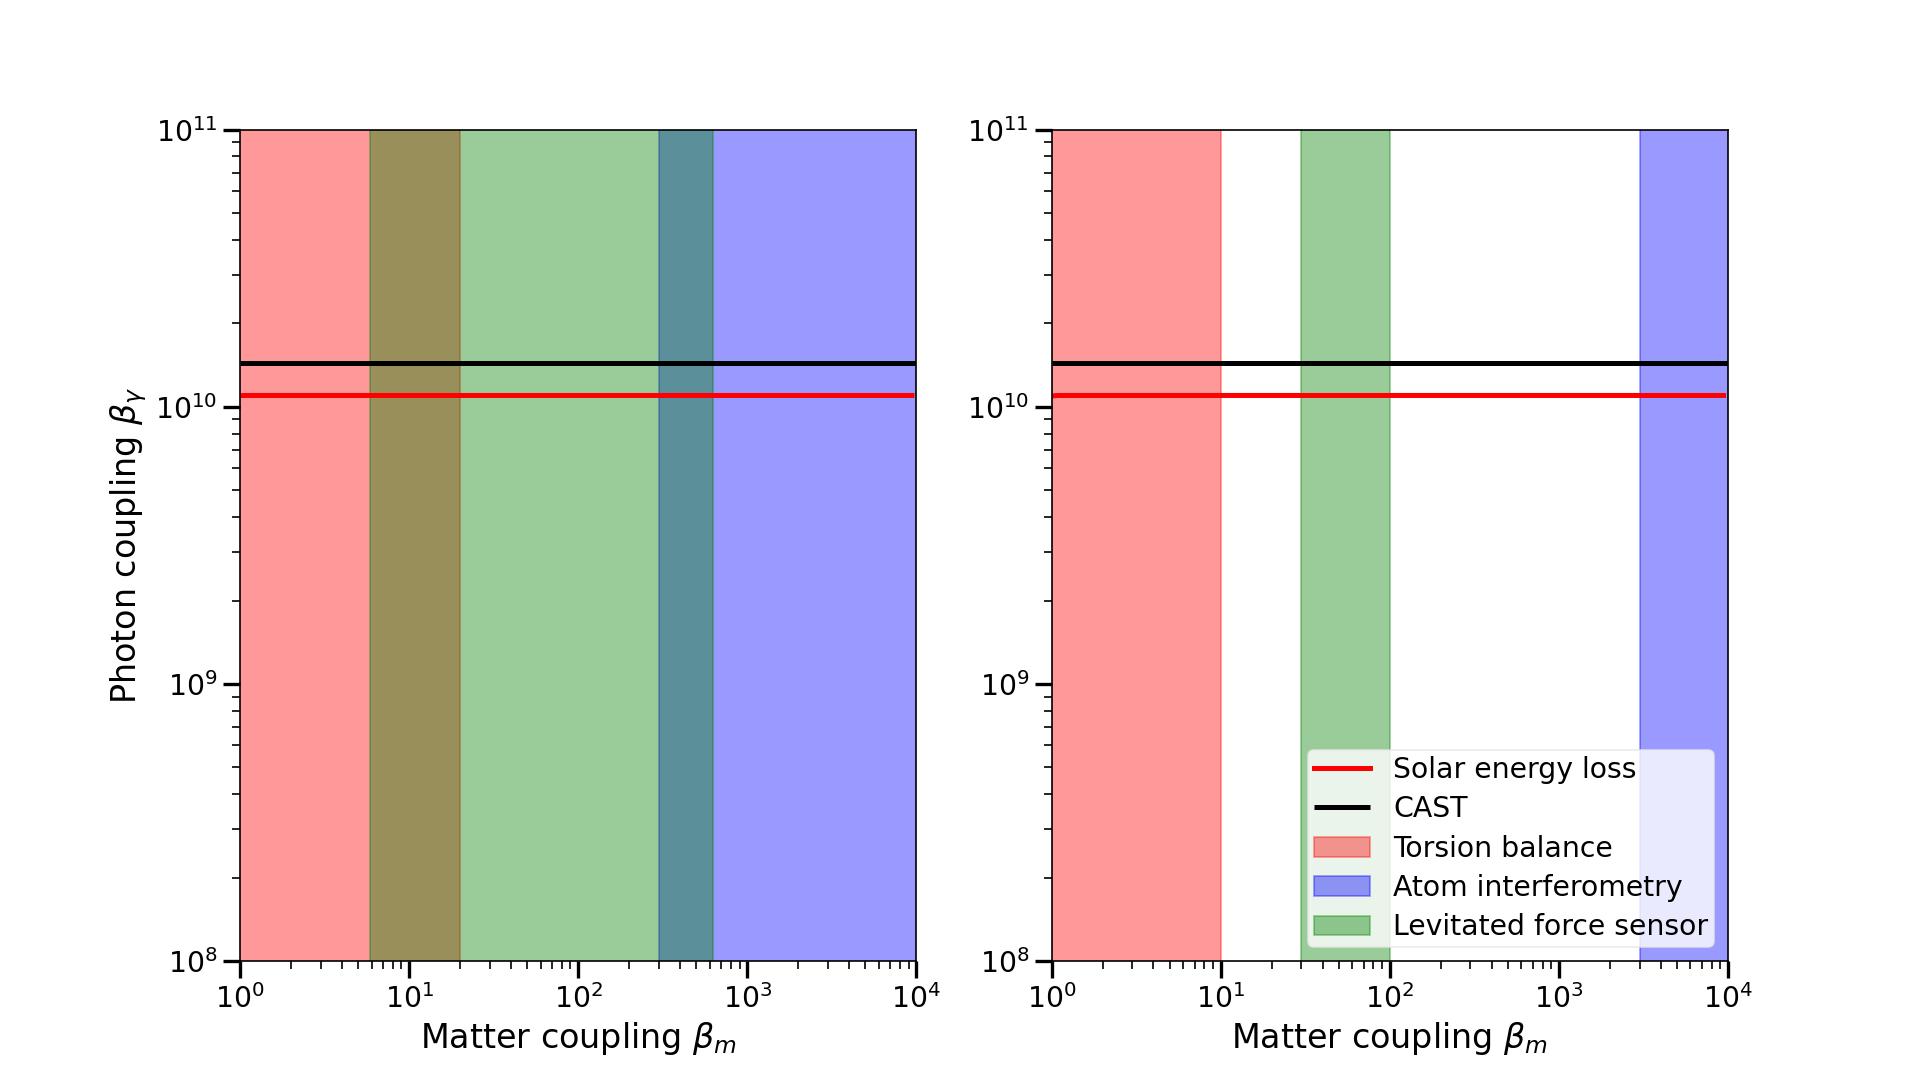 10¹¹
10¹⁰
10⁹
10⁸
Photon coupling βᵧ
10⁰ 10¹ 10² 10³ 10⁴
Matter coupling βₘ
10¹¹
10¹⁰
10⁹
10⁸
Solar energy loss
CAST
Torsion balance
Atom interferometry
Levitated force sensor
10⁰ 10¹ 10² 10³ 10⁴
Matter coupling βₘ